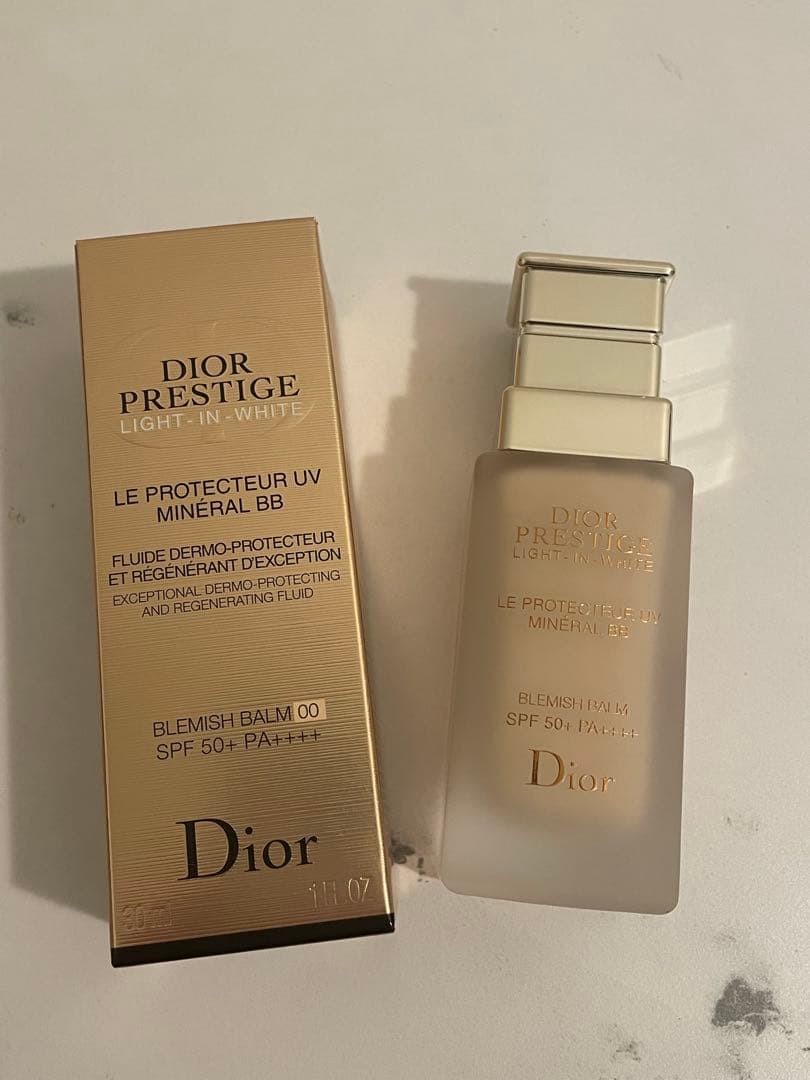 DIOR
PRESTIGE
LIGHT-IN-WHITE
LE PROTECTEUR UV
MINÉRAL BB
FLUIDE DERMO-PROTECTEUR
ET RÉGÉNÉRANT D'EXCEPTION
EXCEPTIONAL DERMO-PROTECTING
AND REGENERATING FLUID
BLEMISH BALM 00
SPF 50+ PA++++
Dior
30 ml 1 FL.OZ
DIOR
PRESTIGE
LIGHT-IN-WHITE
LE PROTECTEUR UV
MINÉRAL BB
BLEMISH BALM
SPF 50+ PA++++
Dior